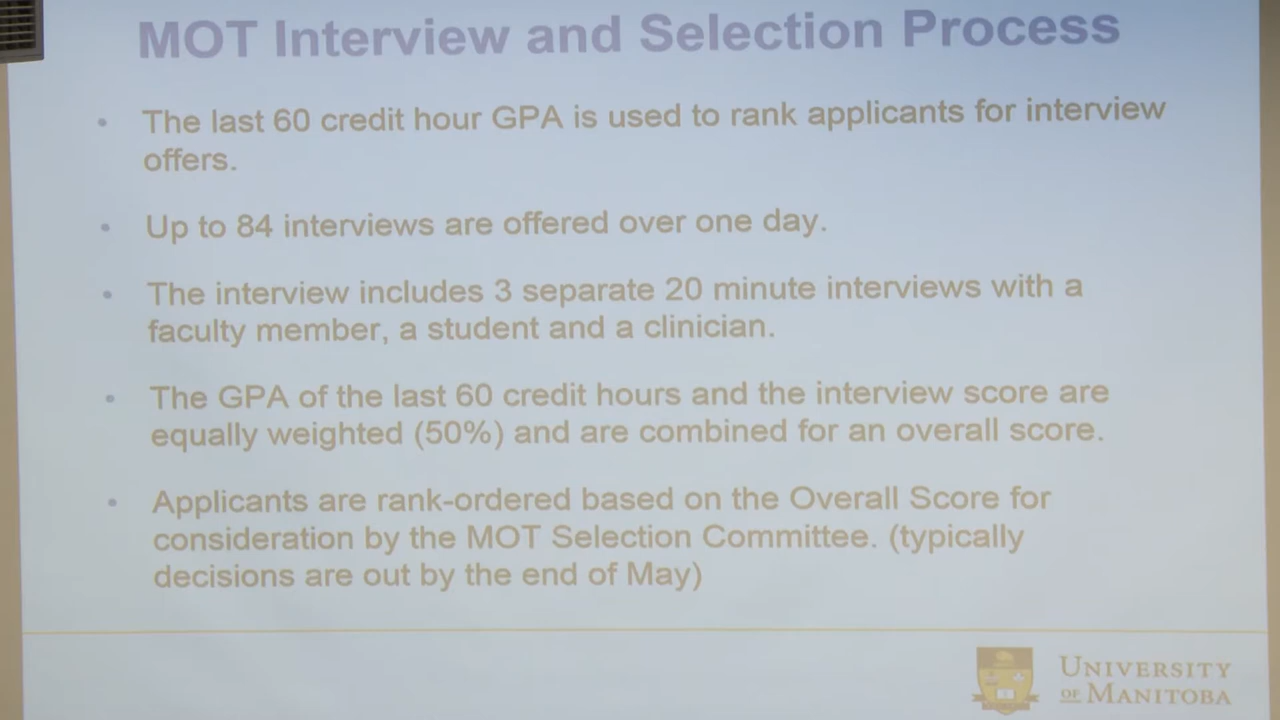 MOT Interview and Selection Process
• The last 60 credit hour GPA is used to rank applicants for interview
offers.
• Up to 84 interviews are offered over one day.
• The interview includes 3 separate 20 minute interviews with a
faculty member, a student and a clinician.
• The GPA of the last 60 credit hours and the interview score are
equally weighted (50%) and are combined for an overall score.
• Applicants are rank-ordered based on the Overall Score for
consideration by the MOT Selection Committee. (typically
decisions are out by the end of May)
UNIVERSITY
OF MANITOBA